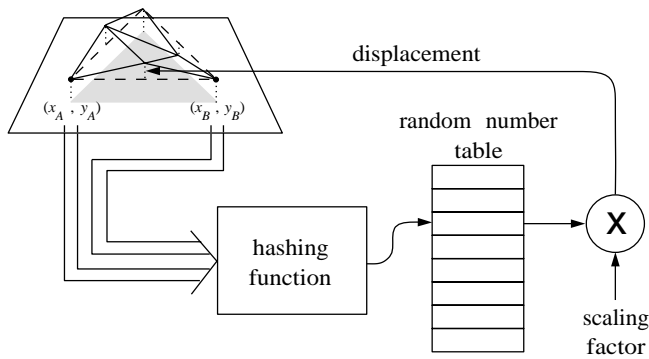 displacement
(x_A , y_A) (x_B , y_B)
random number
table
hashing
function
X
scaling
factor